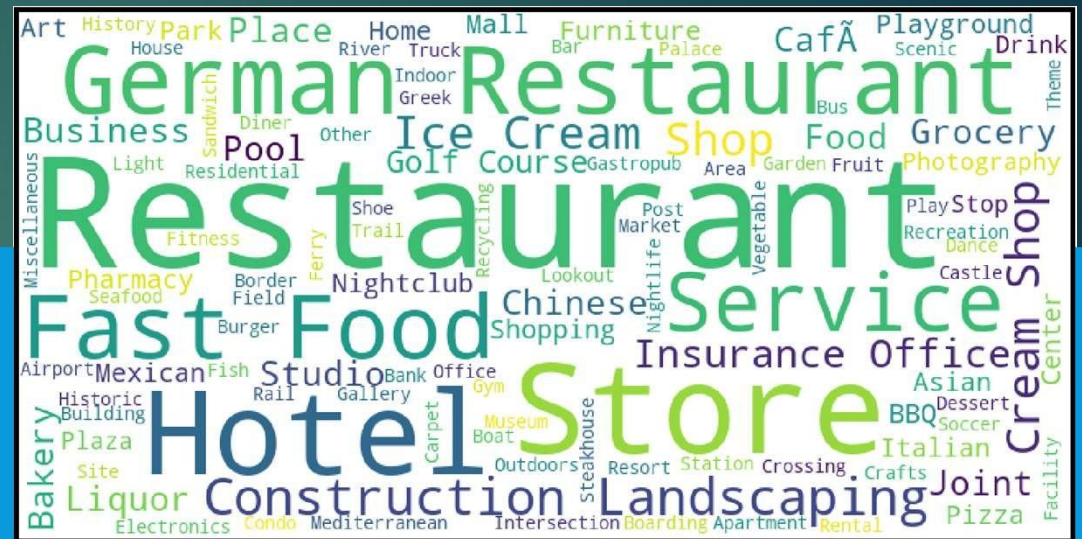 Art History Park Place Home Mall Furniture CafÃ Playground
House River Truck Bar Palace Scenic Drink
German Restaurant
Indoor
Greek
Sandwich
Bus
Theme
Business Diner Other Ice Cream Shop Food Grocery
Pool
Light Residential Golf Course Gastropub Area Garden Fruit Photography
Restaurant
Miscellaneous
Shoe
Trail
Fitness
Ferry
Recycling
Post
Market
Vegetable
Play Stop
Recreation
Dance
Castle
Cream Shop
Pharmacy Border Nightclub Lookout
Seafood Field
Nightlife
Fast Food
Burger
Chinese
Shopping
Service
Center
Insurance Office
Airport Mexican Fish Studio Bank Office
Rail Gallery Gym
Asian
Historic
Building
Hotel
Carpet
Museum
Boat
Store
Steakhouse
BBQ Dessert
Soccer
Bakery
Plaza
Italian
Site
Outdoors Resort Station Crossing Crafts
Liquor Construction Landscaping Joint
Facility
Pizza
Electronics Condo Mediterranean Intersection Boarding Apartment Rental